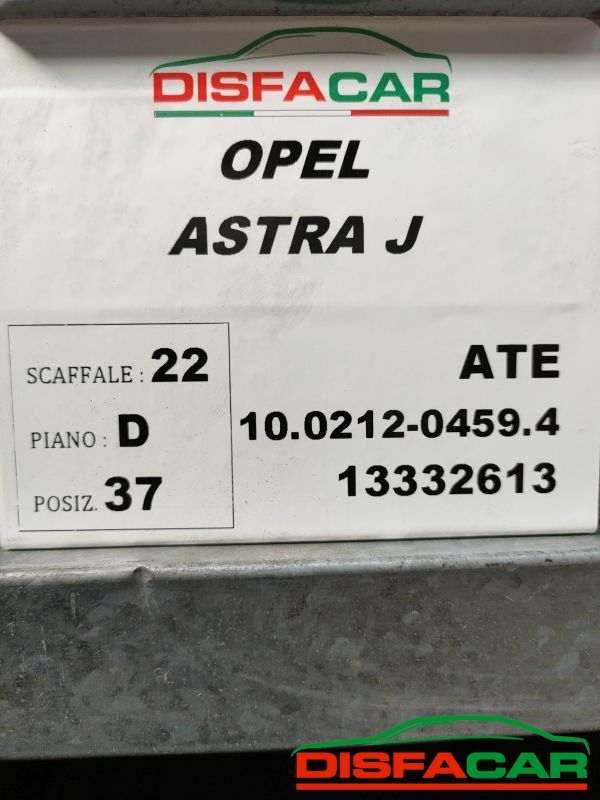 DISFACAR
OPEL
ASTRA J
SCAFFALE : 22
PIANO : D
POSIZ. 37
ATE
10.0212-0459.4
13332613
DISFACAR